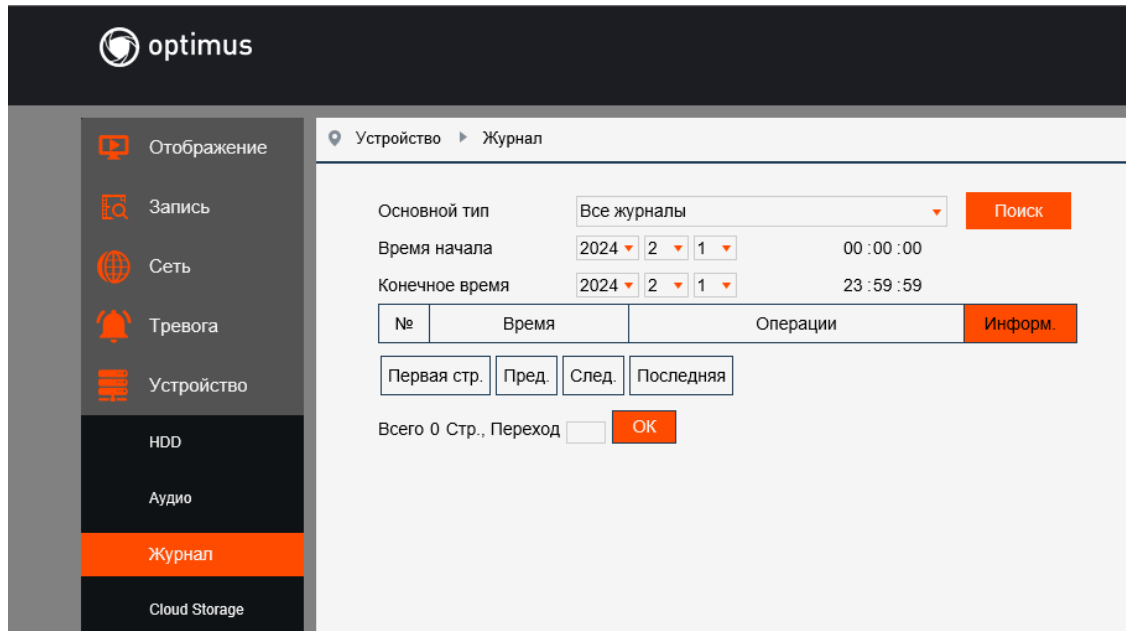 optimus
Отображение
Запись
Сеть
Тревога
Устройство
HDD
Аудио
Журнал
Cloud Storage
Устройство Журнал
Основной тип Все журналы Поиск
Время начала 2024 2 1 00 :00 :00
Конечное время 2024 2 1 23 :59 :59
№ Время Операции Информ.
Первая стр. Пред. След. Последняя
Всего 0 Стр., Переход ОК